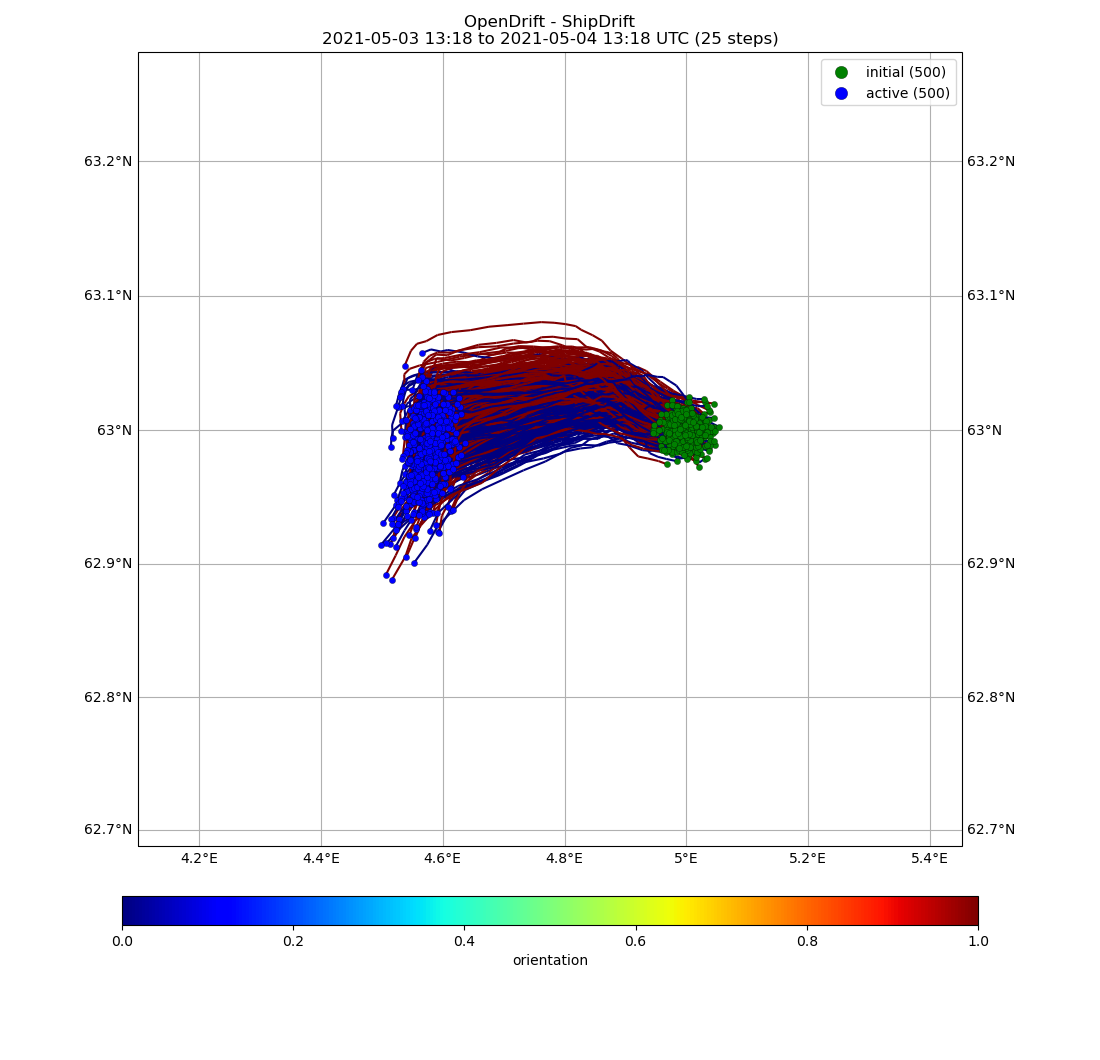 OpenDrift - ShipDrift
2021-05-03 13:18 to 2021-05-04 13:18 UTC (25 steps)
initial (500)
active (500)
63.2°N 63.2°N
63.1°N 63.1°N
63°N 63°N
62.9°N 62.9°N
62.8°N 62.8°N
62.7°N 62.7°N
4.2°E 4.4°E 4.6°E 4.8°E 5°E 5.2°E 5.4°E
0.0 0.2 0.4 0.6 0.8 1.0
orientation